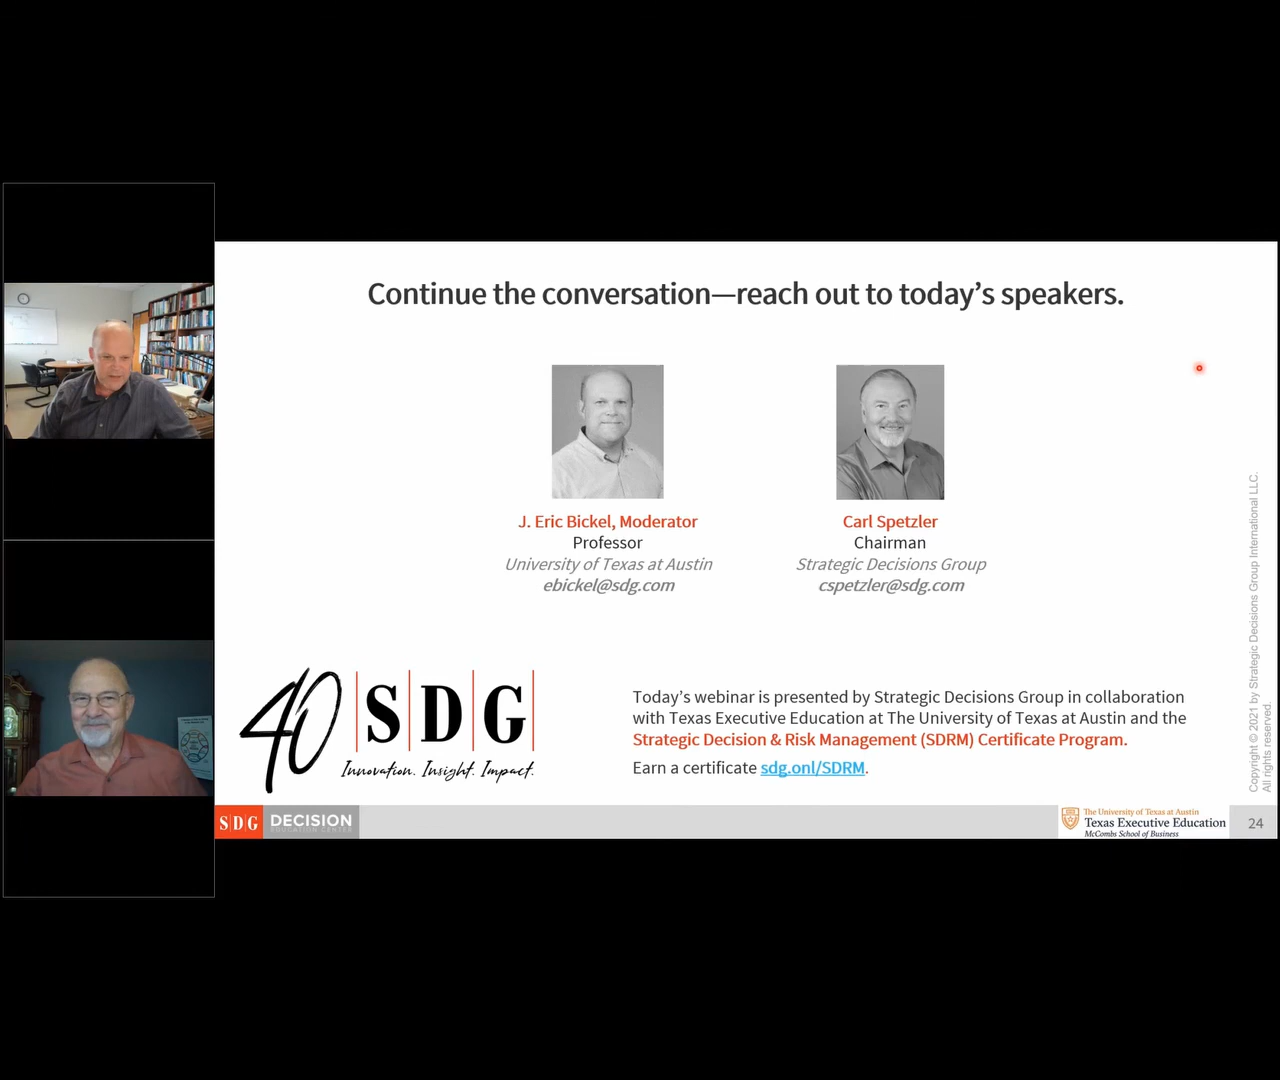 Continue the conversation—reach out to today's speakers.
J. Eric Bickel, Moderator
Professor
University of Texas at Austin
ebickel@sdg.com
Carl Spetzler
Chairman
Strategic Decisions Group
cspetzler@sdg.com
40 SDG
Innovation. Insight. Impact.
Today's webinar is presented by Strategic Decisions Group in collaboration
with Texas Executive Education at The University of Texas at Austin and the
Strategic Decision & Risk Management (SDRM) Certificate Program.
Earn a certificate sdg.onl/SDRM.
Copyright © 2021 by Strategic Decisions Group International LLC.
All rights reserved.
SDG DECISION
EDUCATION CENTER
The University of Texas at Austin
Texas Executive Education
McCombs School of Business
24